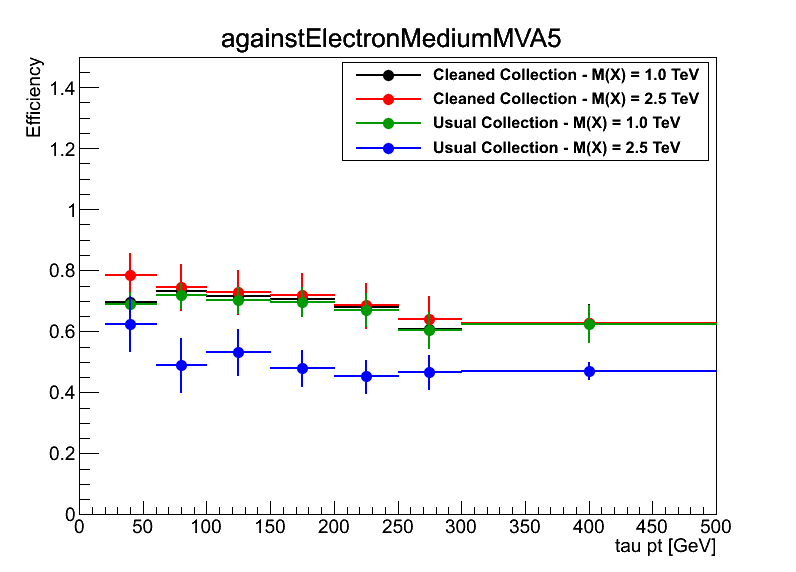 againstElectronMediumMVA5
Efficiency
Cleaned Collection - M(X) = 1.0 TeV
Cleaned Collection - M(X) = 2.5 TeV
Usual Collection - M(X) = 1.0 TeV
Usual Collection - M(X) = 2.5 TeV
1.4
1.2
1
0.8
0.6
0.4
0.2
0
0 50 100 150 200 250 300 350 400 450 500
tau pt [GeV]